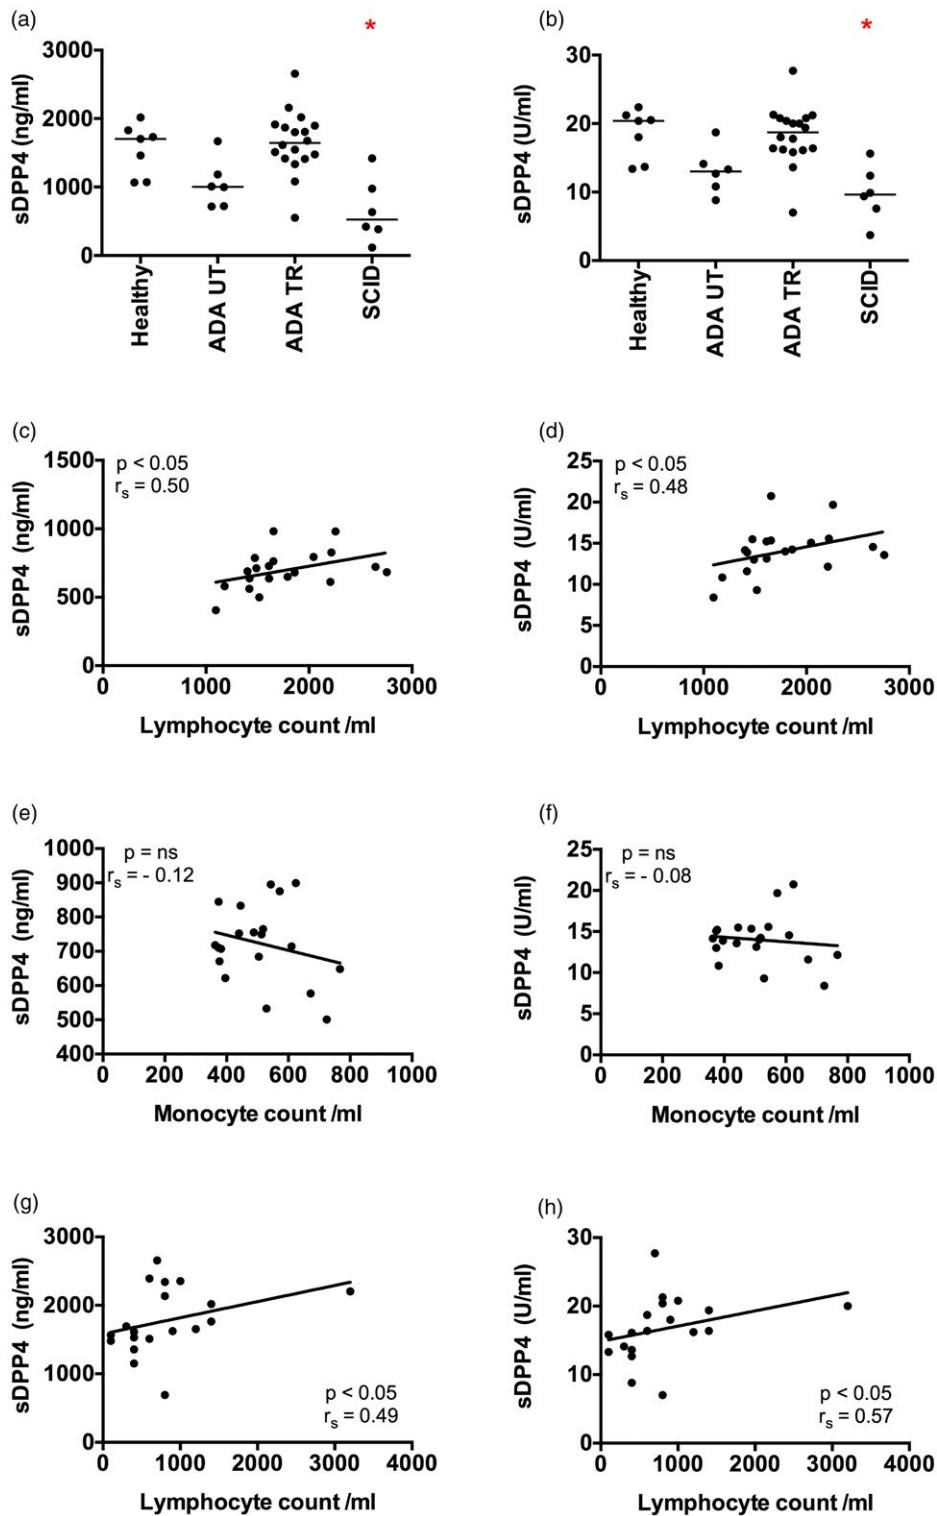 (a)
*
sDPP4 (ng/ml)
3000
2000
1000
0
Healthy
ADA UT
ADA TR
SCID
(b)
*
sDPP4 (U/ml)
30
20
10
0
Healthy
ADA UT
ADA TR
SCID
(c)
p < 0.05
r_s = 0.50
sDPP4 (ng/ml)
1500
1000
500
0
0 1000 2000 3000
Lymphocyte count /ml
(d)
p < 0.05
r_s = 0.48
sDPP4 (U/ml)
25
20
15
10
5
0
0 1000 2000 3000
Lymphocyte count /ml
(e)
p = ns
r_s = - 0.12
sDPP4 (ng/ml)
1000
900
800
700
600
500
400
0 200 400 600 800 1000
Monocyte count /ml
(f)
p = ns
r_s = - 0.08
sDPP4 (U/ml)
25
20
15
10
5
0
0 200 400 600 800 1000
Monocyte count /ml
(g)
sDPP4 (ng/ml)
3000
2000
1000
0
p < 0.05
r_s = 0.49
0 1000 2000 3000 4000
Lymphocyte count /ml
(h)
sDPP4 (U/ml)
30
20
10
0
p < 0.05
r_s = 0.57
0 1000 2000 3000 4000
Lymphocyte count /ml